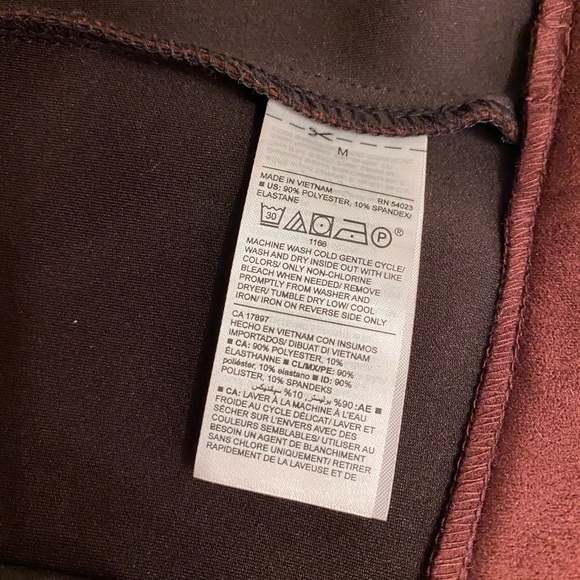 M
MADE IN VIETNAM RN 54023
■ US: 90% POLYESTER, 10% SPANDEX/
ELASTANE
30 P ®
1166
MACHINE WASH COLD GENTLE CYCLE/
WASH AND DRY INSIDE OUT WITH LIKE
COLORS/ ONLY NON-CHLORINE
BLEACH WHEN NEEDED/ REMOVE
PROMPTLY FROM WASHER AND
DRYER/ TUMBLE DRY LOW/ COOL
IRON/ IRON ON REVERSE SIDE ONLY
CA 17897
HECHO EN VIETNAM CON INSUMOS
IMPORTADOS/ DIBUAT DI VIETNAM
■ CA: 90% POLYESTER, 10%
ÉLASTHANNE ■ CL/MX/PE: 90%
poliéster, 10% elastano ■ ID: 90%
POLISTER, 10% SPANDEKS
■ AE: 90% بوليستر, 10% سباندكس
■ CA: LAVER À LA MACHINE À L'EAU
FROIDE AU CYCLE DÉLICAT/ LAVER ET
SÉCHER SUR L'ENVERS AVEC DES
COULEURS SEMBLABLES/ UTILISER AU
BESOIN UN AGENT DE BLANCHIMENT
SANS CHLORE UNIQUEMENT/ RETIRER
RAPIDEMENT DE LA LAVEUSE ET DE